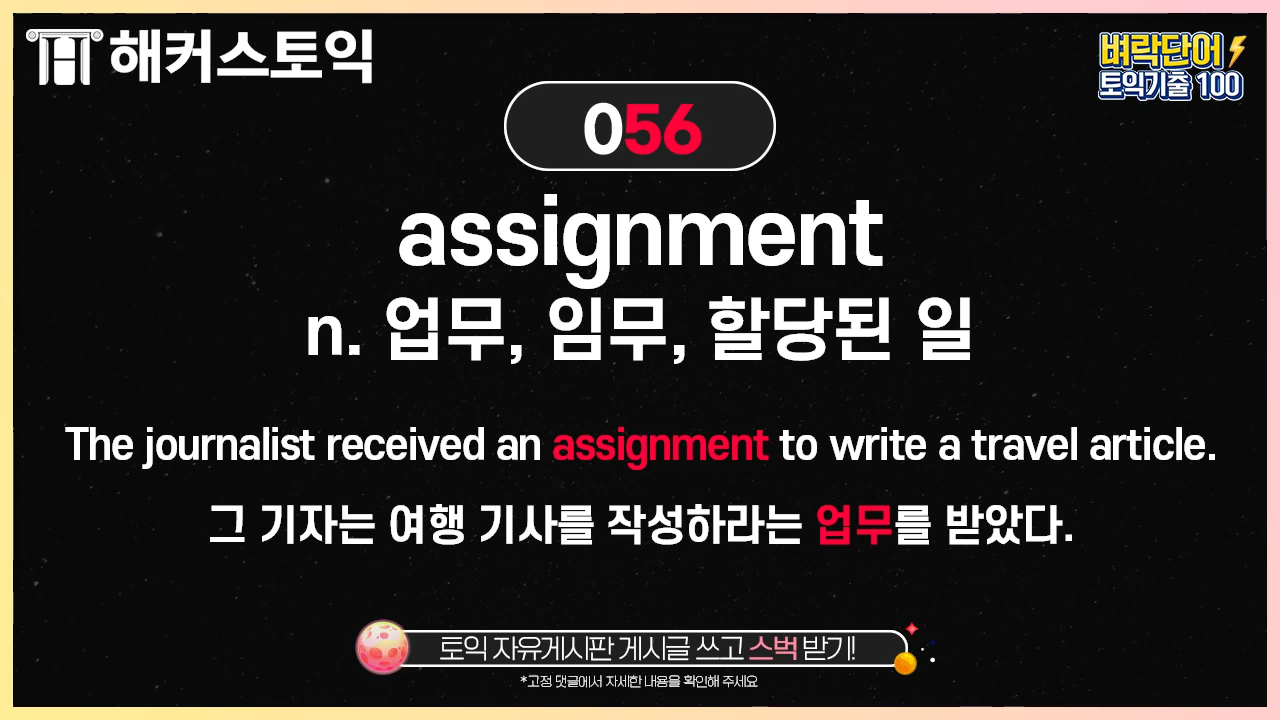 해커스토익
벼락단어
토익기출 100
056
assignment
n. 업무, 임무, 할당된 일
The journalist received an assignment to write a travel article.
그 기자는 여행 기사를 작성하라는 업무를 받았다.
토익 자유게시판 게시글 쓰고 스벅 받기!
*고정 댓글에서 자세한 내용을 확인해 주세요